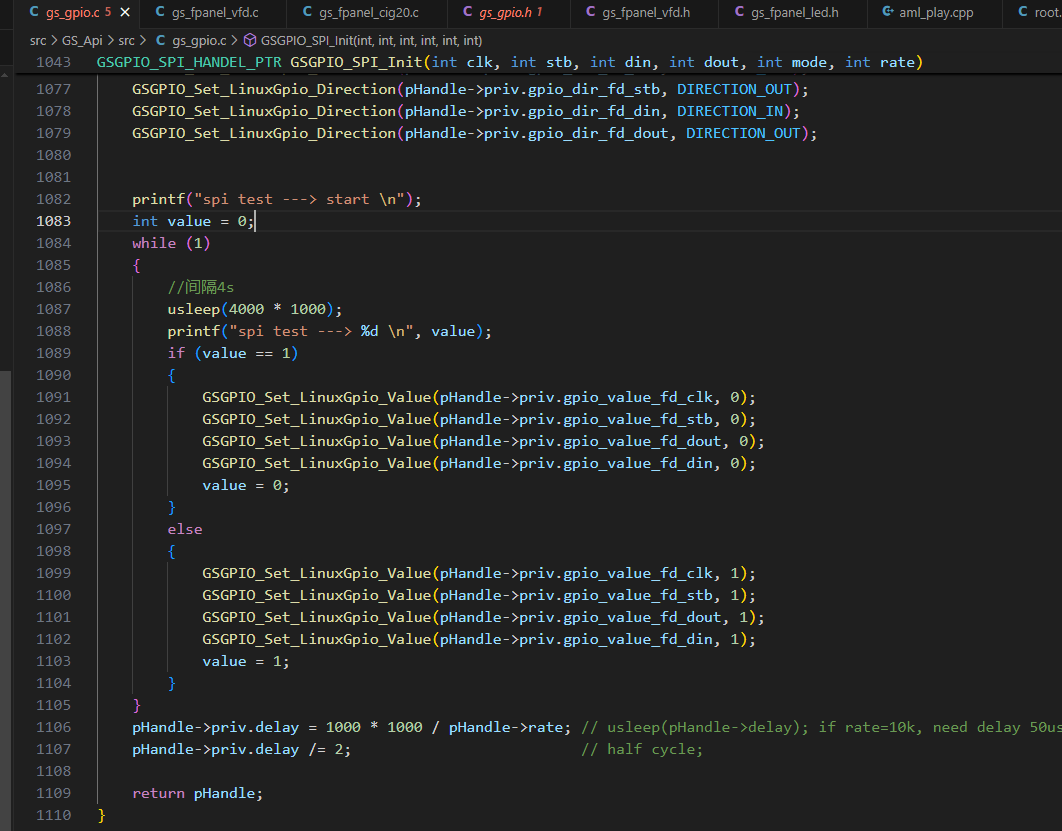 gs_gpio.c 5 gs_fpanel_vfd.c gs_fpanel_cig20.c gs_gpio.h 1 gs_fpanel_vfd.h gs_fpanel_led.h aml_play.cpp root.
src > GS_Api > src > gs_gpio.c > GSGPIO_SPI_Init(int, int, int, int, int, int)
1043 GSGPIO_SPI_HANDEL_PTR GSGPIO_SPI_Init(int clk, int stb, int din, int dout, int mode, int rate)
1077 GSGPIO_Set_LinuxGpio_Direction(pHandle->priv.gpio_dir_fd_stb, DIRECTION_OUT);
1078 GSGPIO_Set_LinuxGpio_Direction(pHandle->priv.gpio_dir_fd_din, DIRECTION_IN);
1079 GSGPIO_Set_LinuxGpio_Direction(pHandle->priv.gpio_dir_fd_dout, DIRECTION_OUT);
1080
1081
1082 printf("spi test ---> start \n");
1083 int value = 0;
1084 while (1)
1085 {
1086 //间隔4s
1087 usleep(4000 * 1000);
1088 printf("spi test ---> %d \n", value);
1089 if (value == 1)
1090 {
1091 GSGPIO_Set_LinuxGpio_Value(pHandle->priv.gpio_value_fd_clk, 0);
1092 GSGPIO_Set_LinuxGpio_Value(pHandle->priv.gpio_value_fd_stb, 0);
1093 GSGPIO_Set_LinuxGpio_Value(pHandle->priv.gpio_value_fd_dout, 0);
1094 GSGPIO_Set_LinuxGpio_Value(pHandle->priv.gpio_value_fd_din, 0);
1095 value = 0;
1096 }
1097 else
1098 {
1099 GSGPIO_Set_LinuxGpio_Value(pHandle->priv.gpio_value_fd_clk, 1);
1100 GSGPIO_Set_LinuxGpio_Value(pHandle->priv.gpio_value_fd_stb, 1);
1101 GSGPIO_Set_LinuxGpio_Value(pHandle->priv.gpio_value_fd_dout, 1);
1102 GSGPIO_Set_LinuxGpio_Value(pHandle->priv.gpio_value_fd_din, 1);
1103 value = 1;
1104 }
1105 }
1106 pHandle->priv.delay = 1000 * 1000 / pHandle->rate; // usleep(pHandle->delay); if rate=10k, need delay 50us
1107 pHandle->priv.delay /= 2; // half cycle;
1108
1109 return pHandle;
1110 }